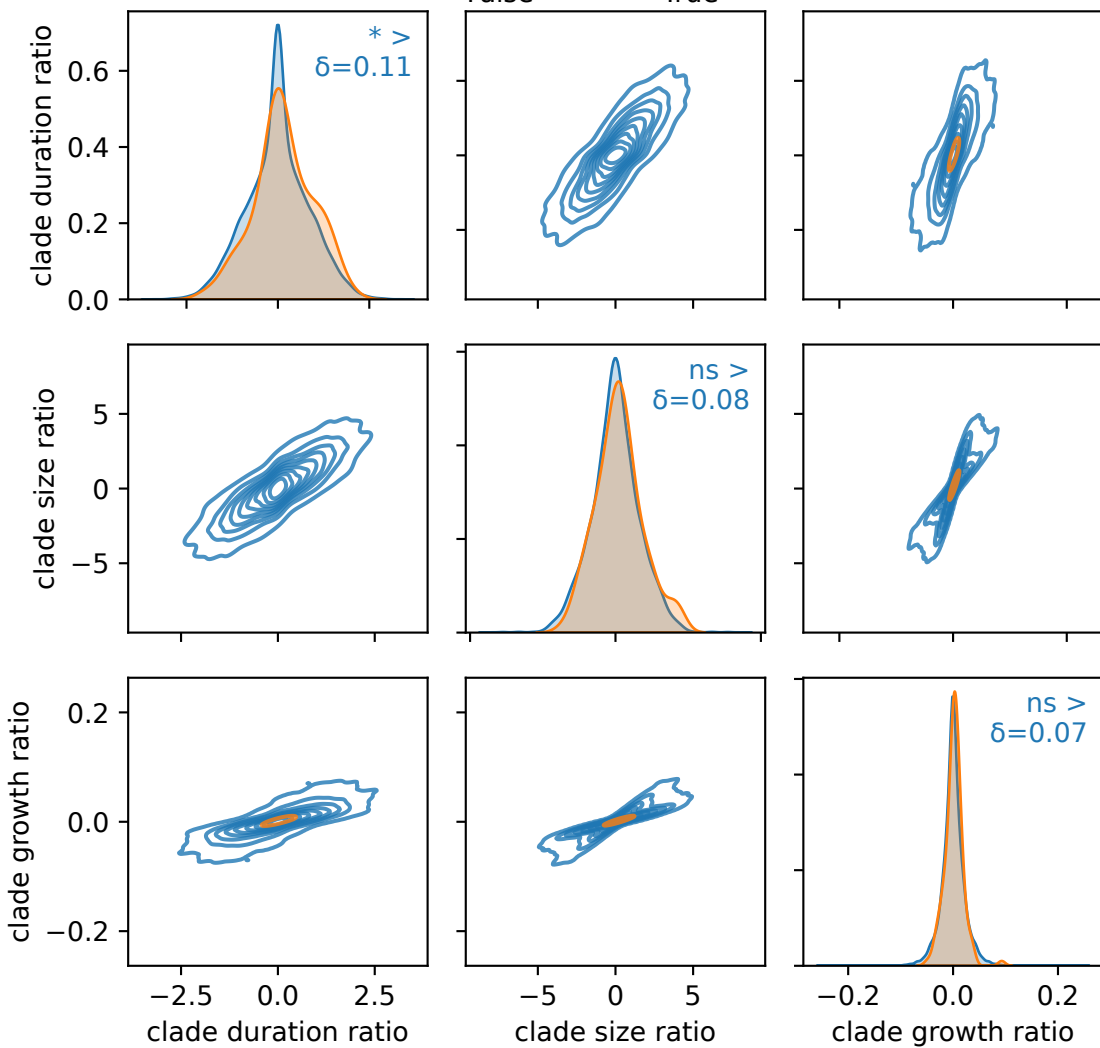 clade duration ratio
0.6
0.4
0.2
0.0
* >
δ=0.11
clade size ratio
5
0
−5
ns >
δ=0.08
clade growth ratio
0.2
0.0
−0.2
ns >
δ=0.07
−2.5 0.0 2.5
−5 0 5
−0.2 0.0 0.2
clade duration ratio
clade size ratio
clade growth ratio